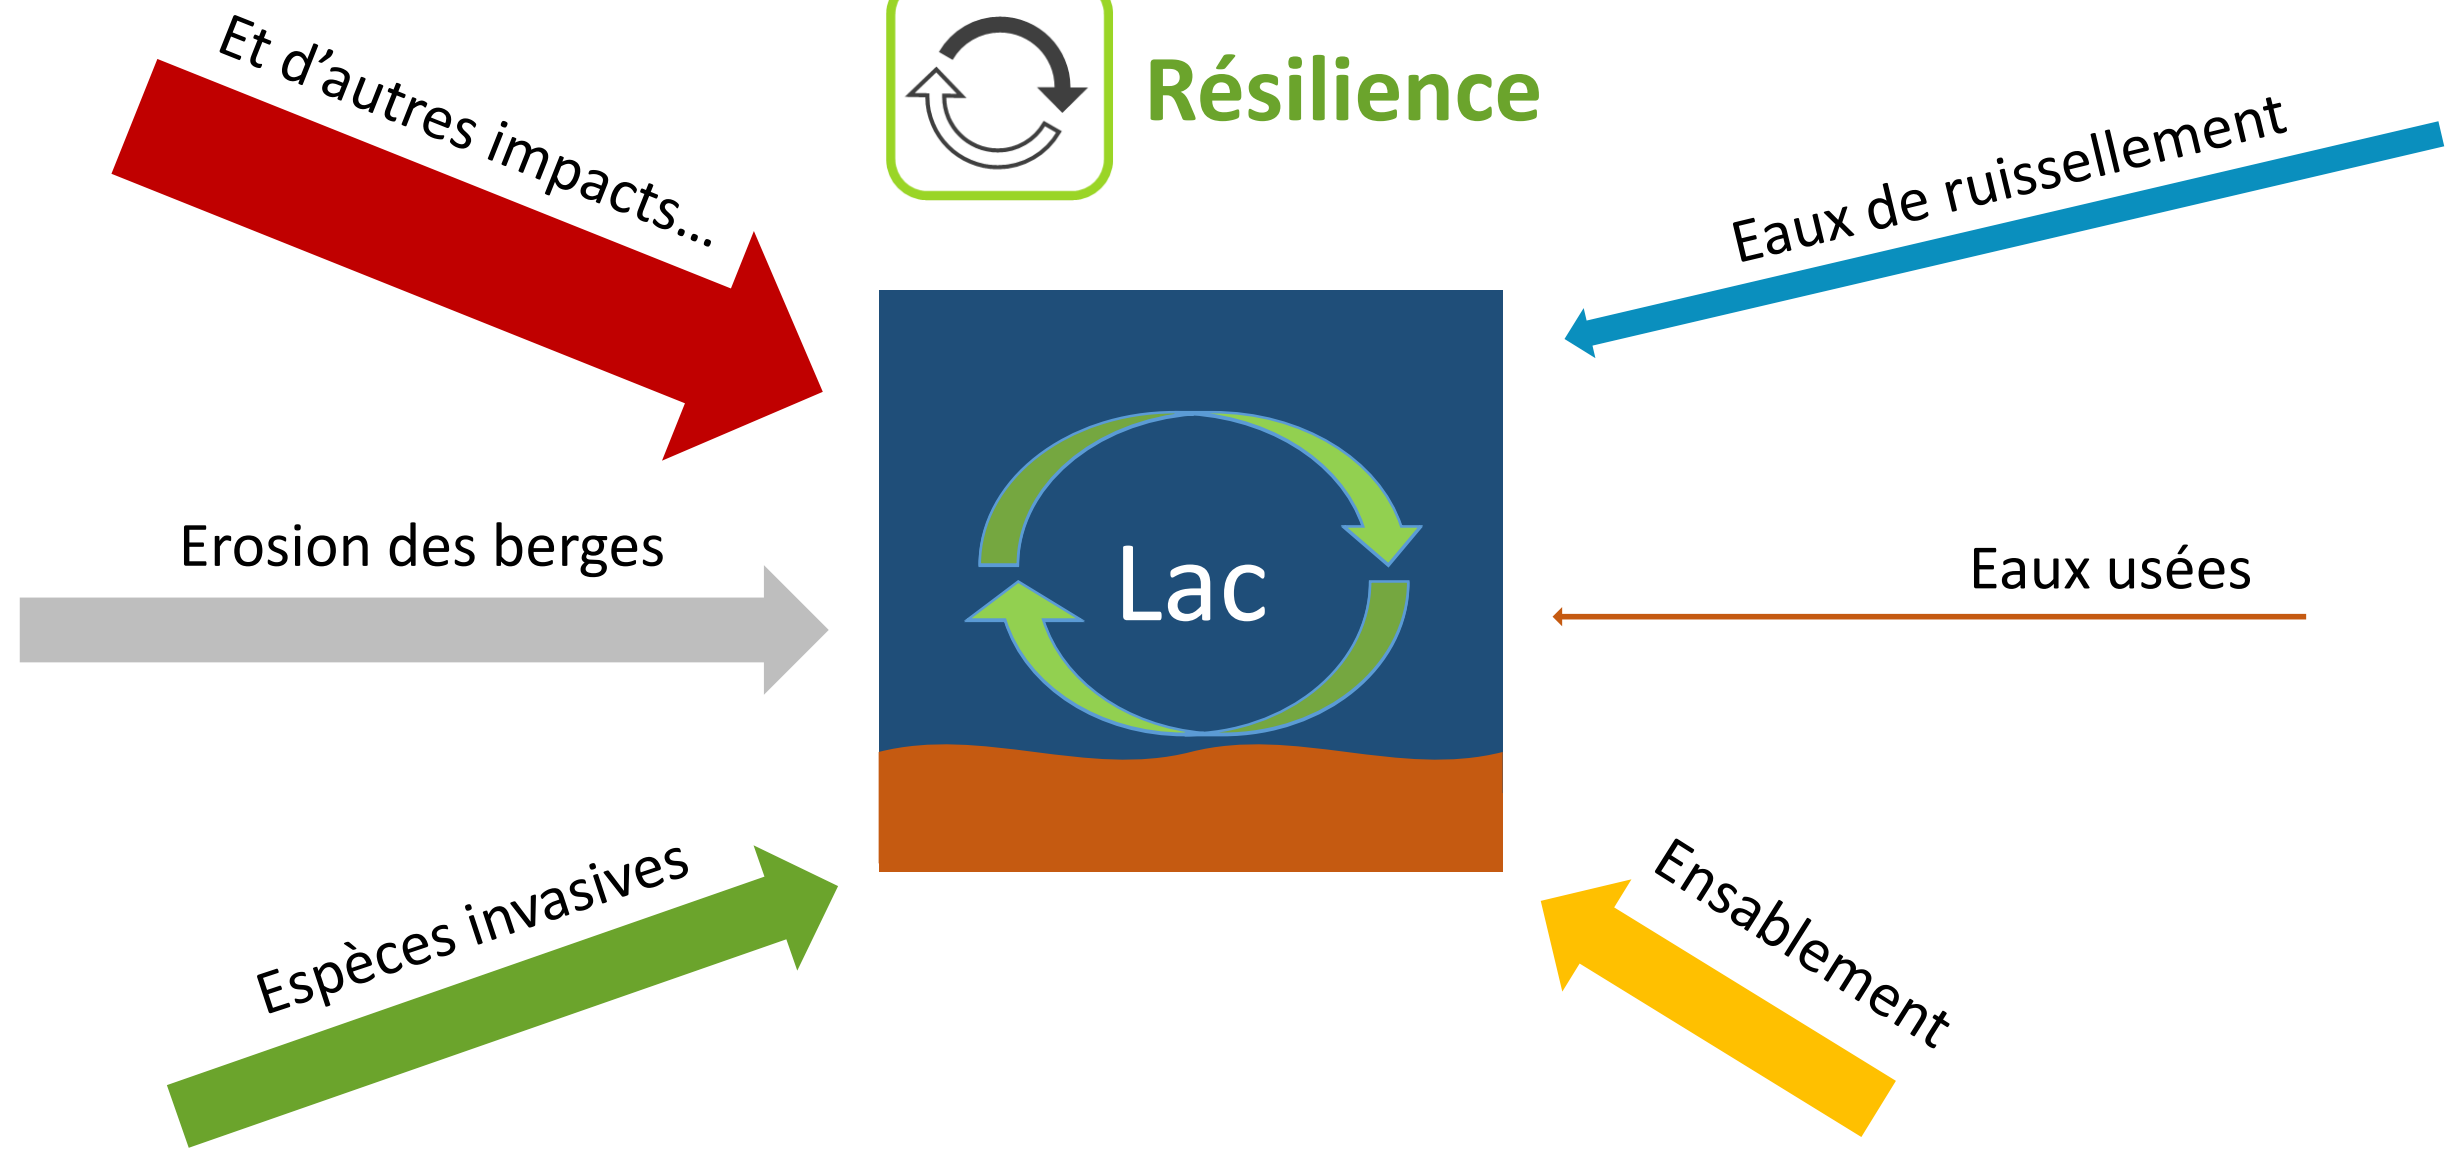 Résilience
Et d’autres impacts...
Eaux de ruissellement
Erosion des berges
Lac
Eaux usées
Espèces invasives
Ensablement